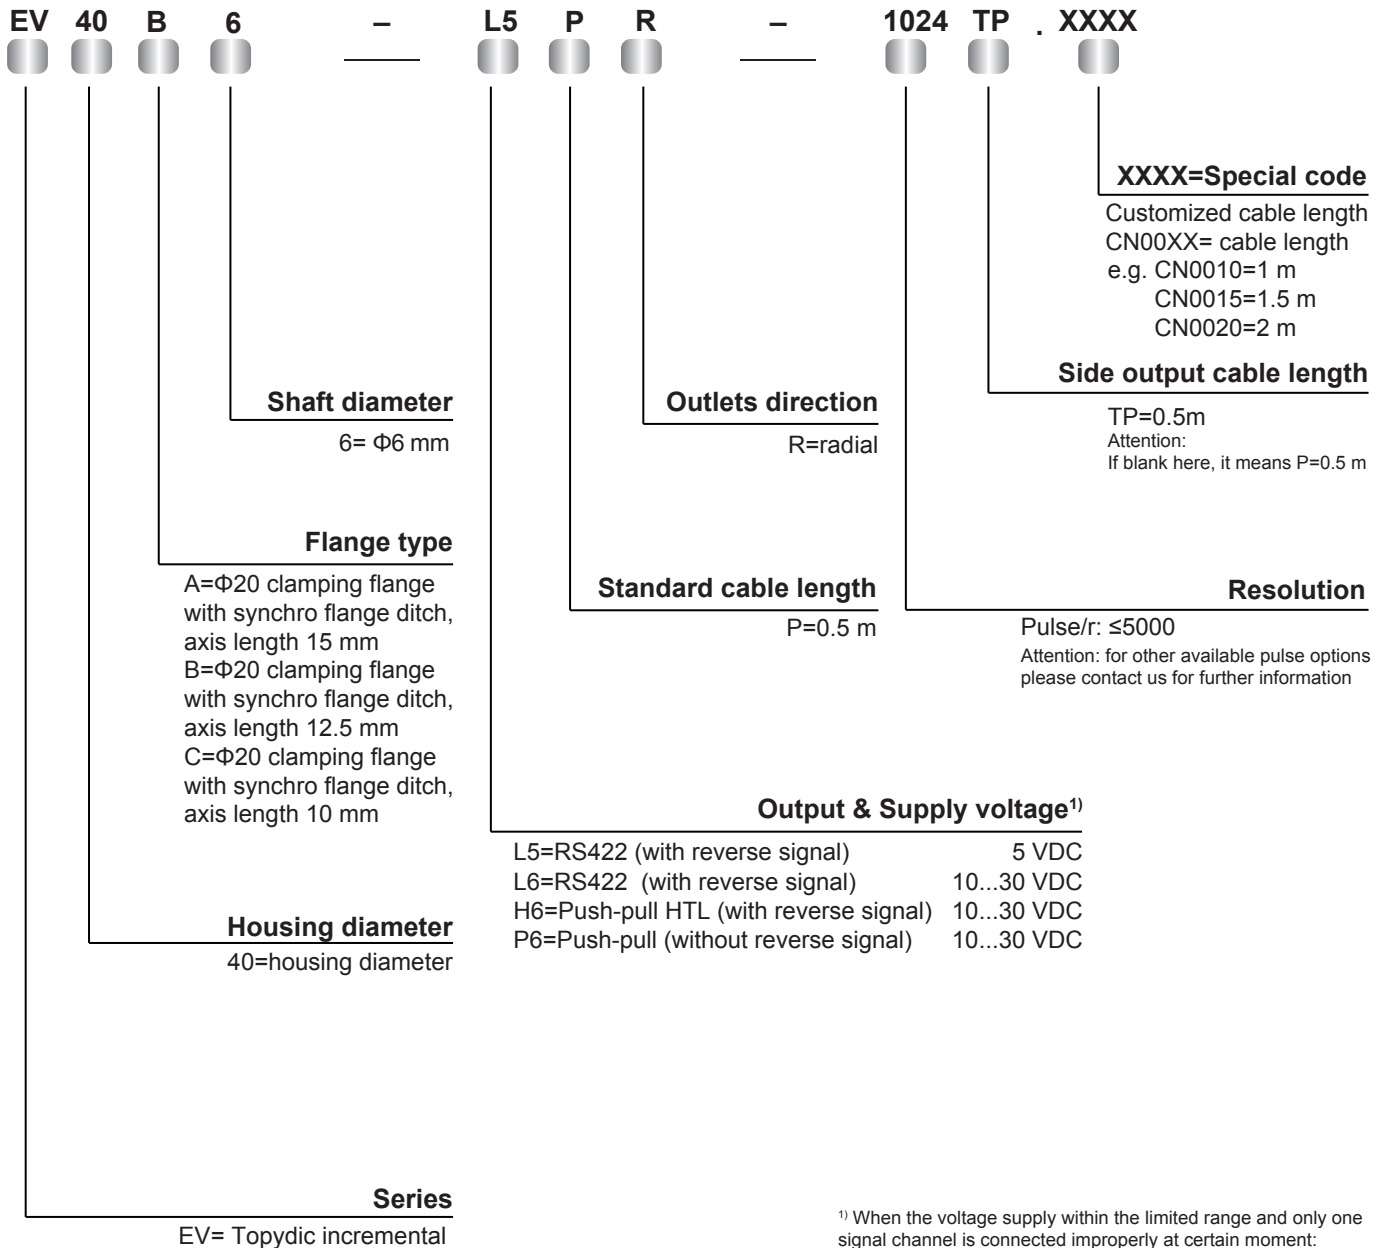 EV 40 B 6 – L5 P R – 1024 TP . XXXX
XXXX=Special code
Customized cable length
CN00XX= cable length
e.g. CN0010=1 m
CN0015=1.5 m
CN0020=2 m
Side output cable length
TP=0.5m
Attention:
If blank here, it means P=0.5 m
Shaft diameter
6= Φ6 mm
Outlets direction
R=radial
Flange type
A=Φ20 clamping flange
with synchro flange ditch,
axis length 15 mm
B=Φ20 clamping flange
with synchro flange ditch,
axis length 12.5 mm
C=Φ20 clamping flange
with synchro flange ditch,
axis length 10 mm
Standard cable length
P=0.5 m
Resolution
Pulse/r: ≤5000
Attention: for other available pulse options
please contact us for further information
Output & Supply voltage1)
L5=RS422 (with reverse signal) 5 VDC
L6=RS422 (with reverse signal) 10...30 VDC
H6=Push-pull HTL (with reverse signal) 10...30 VDC
P6=Push-pull (without reverse signal) 10...30 VDC
Housing diameter
40=housing diameter
Series
EV= Topydic incremental
1) When the voltage supply within the limited range and only one
signal channel is connected improperly at certain moment: